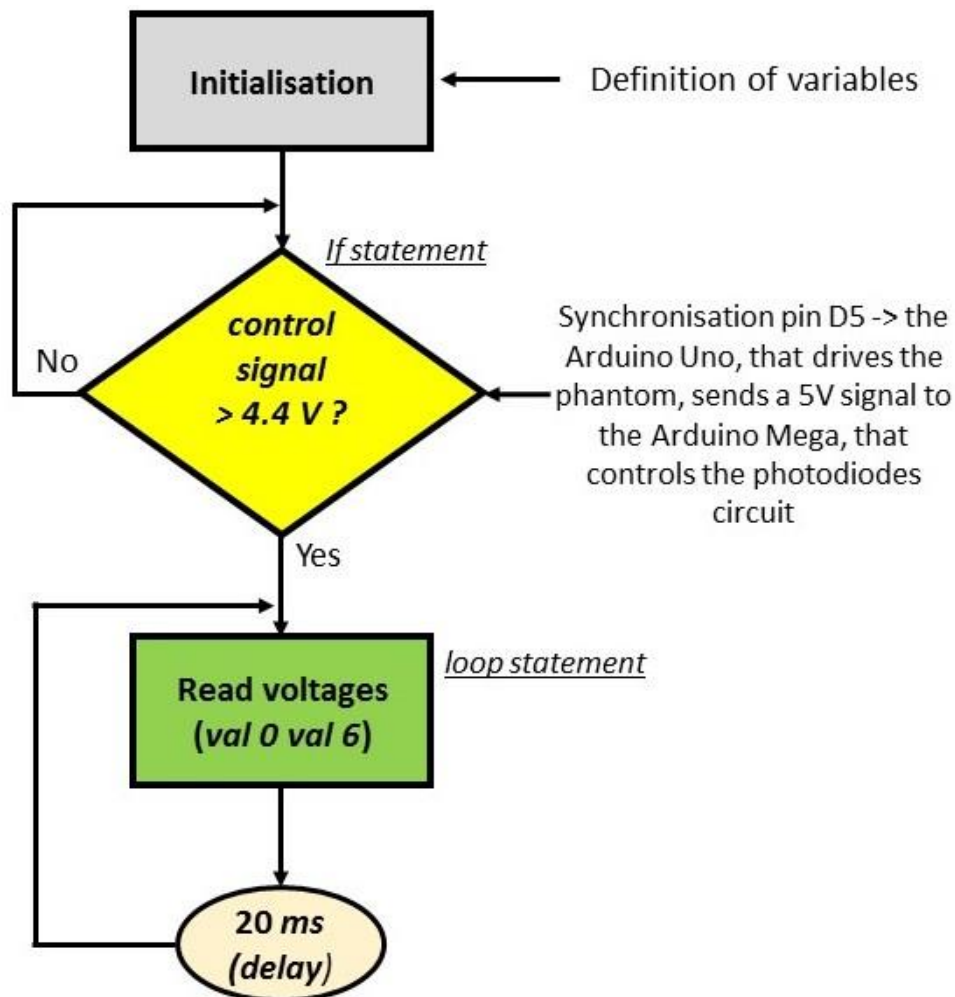 Initialisation
Definition of variables
If statement
control
signal
> 4.4 V ?
No
Synchronisation pin D5 -> the
Arduino Uno, that drives the
phantom, sends a 5V signal to
the Arduino Mega, that
controls the photodiodes
circuit
Yes
loop statement
Read voltages
(val 0 val 6)
20 ms
(delay)